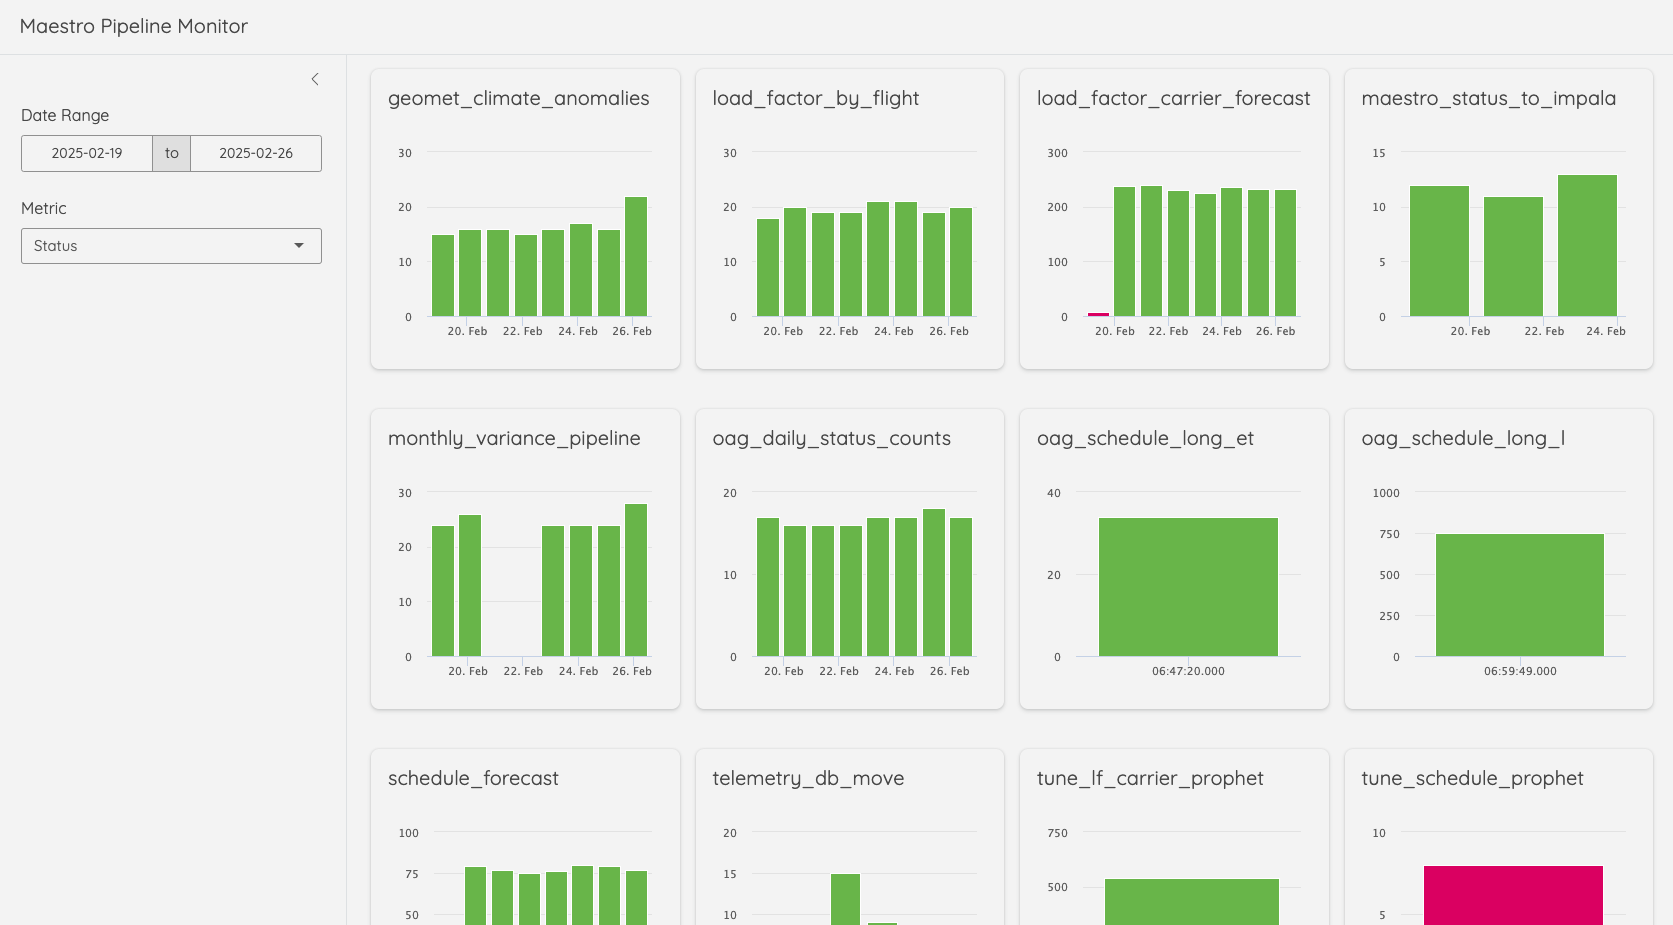 Maestro Pipeline Monitor
Date Range
2025-02-19 to 2025-02-26
Metric
Status
geomet_climate_anomalies
30
20
10
0
20. Feb 22. Feb 24. Feb 26. Feb
load_factor_by_flight
30
20
10
0
20. Feb 22. Feb 24. Feb 26. Feb
load_factor_carrier_forecast
300
200
100
0
20. Feb 22. Feb 24. Feb 26. Feb
maestro_status_to_impala
15
10
5
0
20. Feb 22. Feb 24. Feb
monthly_variance_pipeline
30
20
10
0
20. Feb 22. Feb 24. Feb 26. Feb
oag_daily_status_counts
20
10
0
20. Feb 22. Feb 24. Feb 26. Feb
oag_schedule_long_et
40
20
0
06:47:20.000
oag_schedule_long_l
1000
750
500
250
0
06:59:49.000
schedule_forecast
100
75
50
telemetry_db_move
20
15
10
tune_lf_carrier_prophet
750
500
tune_schedule_prophet
10
5